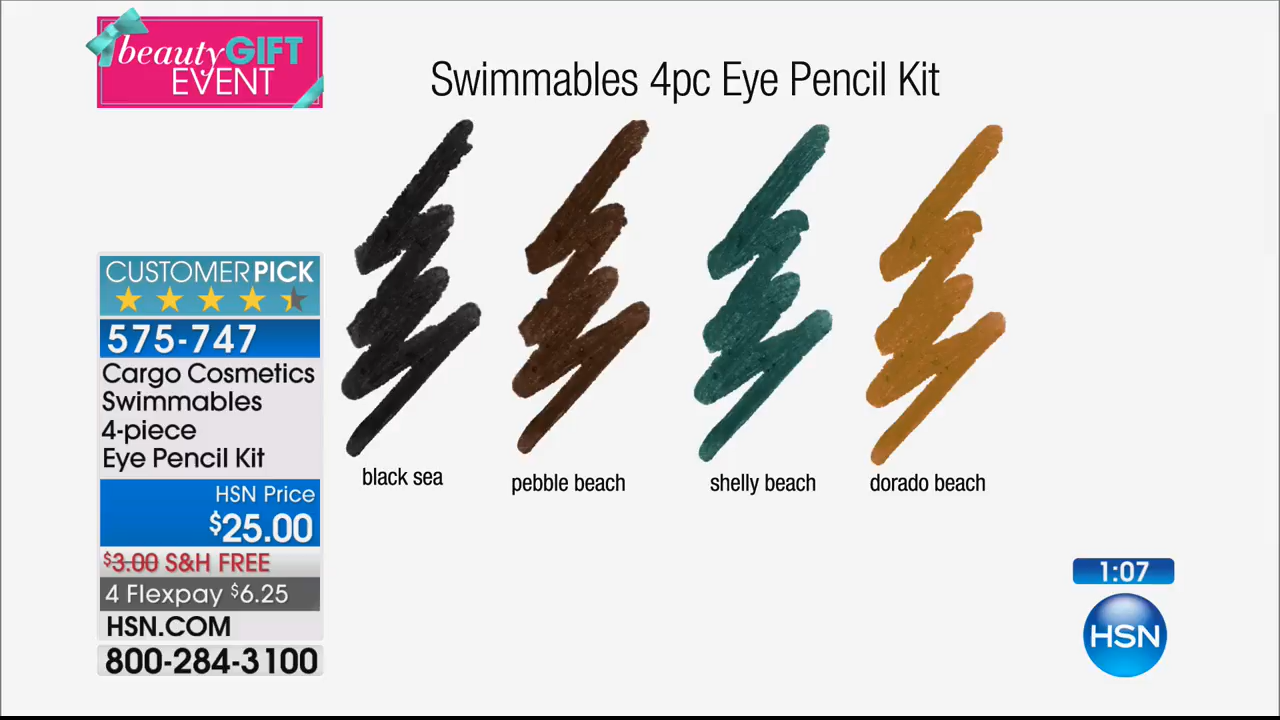 beauty GIFT
EVENT
Swimmables 4pc Eye Pencil Kit
CUSTOMER PICK
575-747
Cargo Cosmetics
Swimmables
4-piece
Eye Pencil Kit
HSN Price
$25.00
$3.00 S&H FREE
4 Flexpay $6.25
HSN.COM
800-284-3100
black sea
pebble beach
shelly beach
dorado beach
1:07
HSN